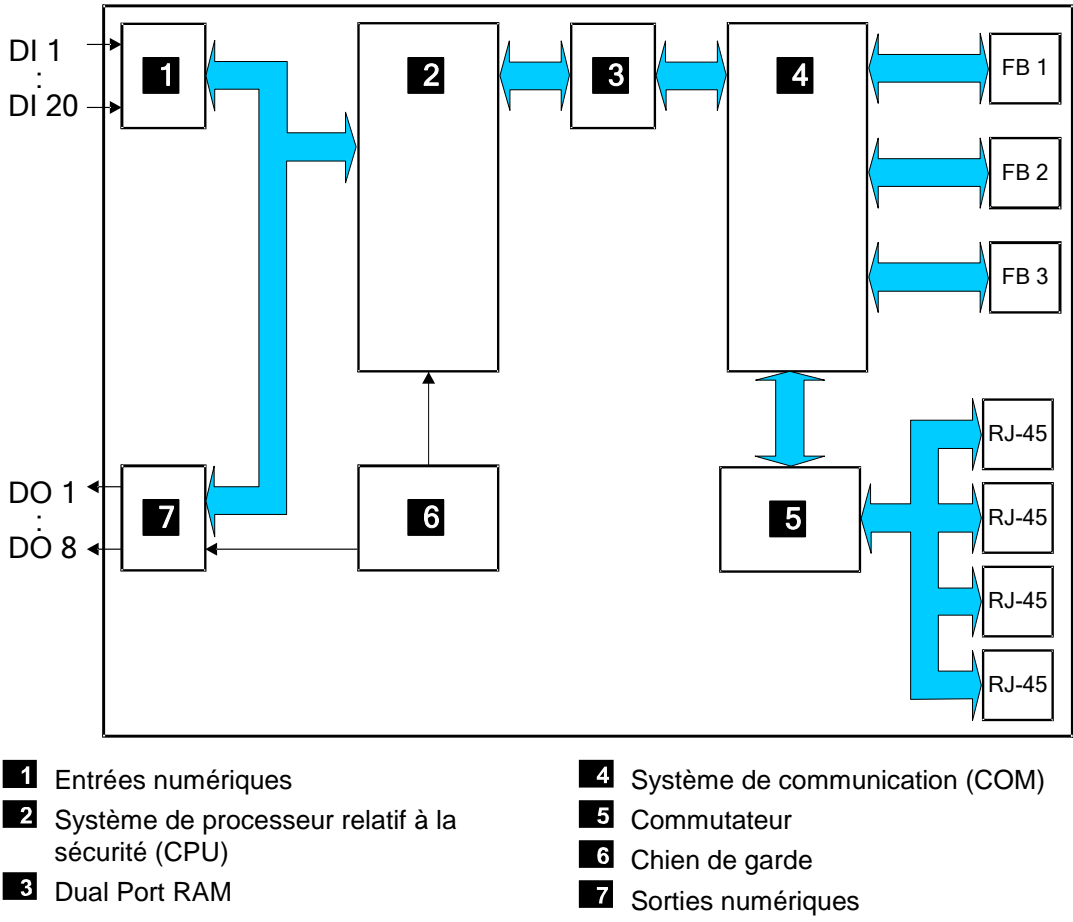 DI 1
:
DI 20
1
2
3
4
FB 1
FB 2
FB 3
RJ-45
DO 1
:
DO 8
7
6
5
RJ-45
RJ-45
RJ-45
1 Entrées numériques
2 Système de processeur relatif à la
sécurité (CPU)
3 Dual Port RAM
4 Système de communication (COM)
5 Commutateur
6 Chien de garde
7 Sorties numériques